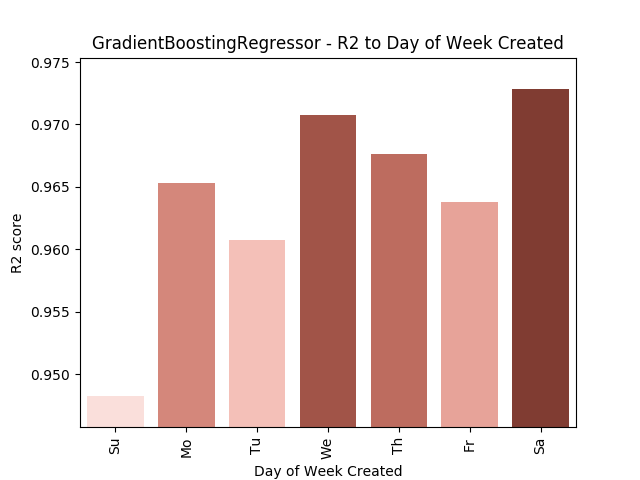 GradientBoostingRegressor - R2 to Day of Week Created
0.975
0.970
0.965
0.960
0.955
0.950
R2 score
Su
Mo
Tu
We
Th
Fr
Sa
Day of Week Created